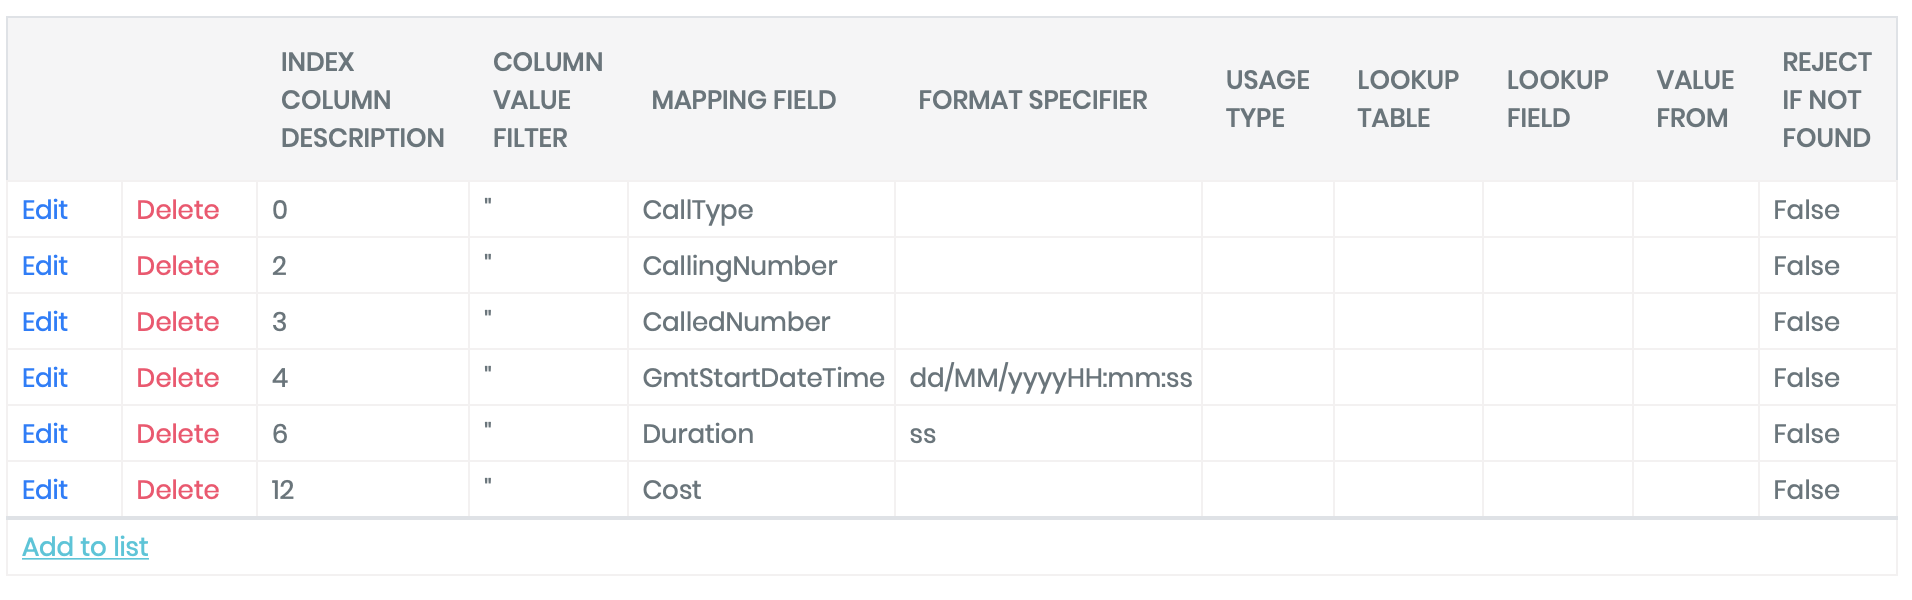 INDEX COLUMN DESCRIPTION COLUMN VALUE FILTER MAPPING FIELD FORMAT SPECIFIER USAGE TYPE LOOKUP TABLE LOOKUP FIELD VALUE FROM REJECT IF NOT FOUND
Edit Delete 0 " CallType False
Edit Delete 2 " CallingNumber False
Edit Delete 3 " CalledNumber False
Edit Delete 4 " GmtStartDateTime dd/MM/yyyyHH:mm:ss False
Edit Delete 6 " Duration ss False
Edit Delete 12 " Cost False
Add to list